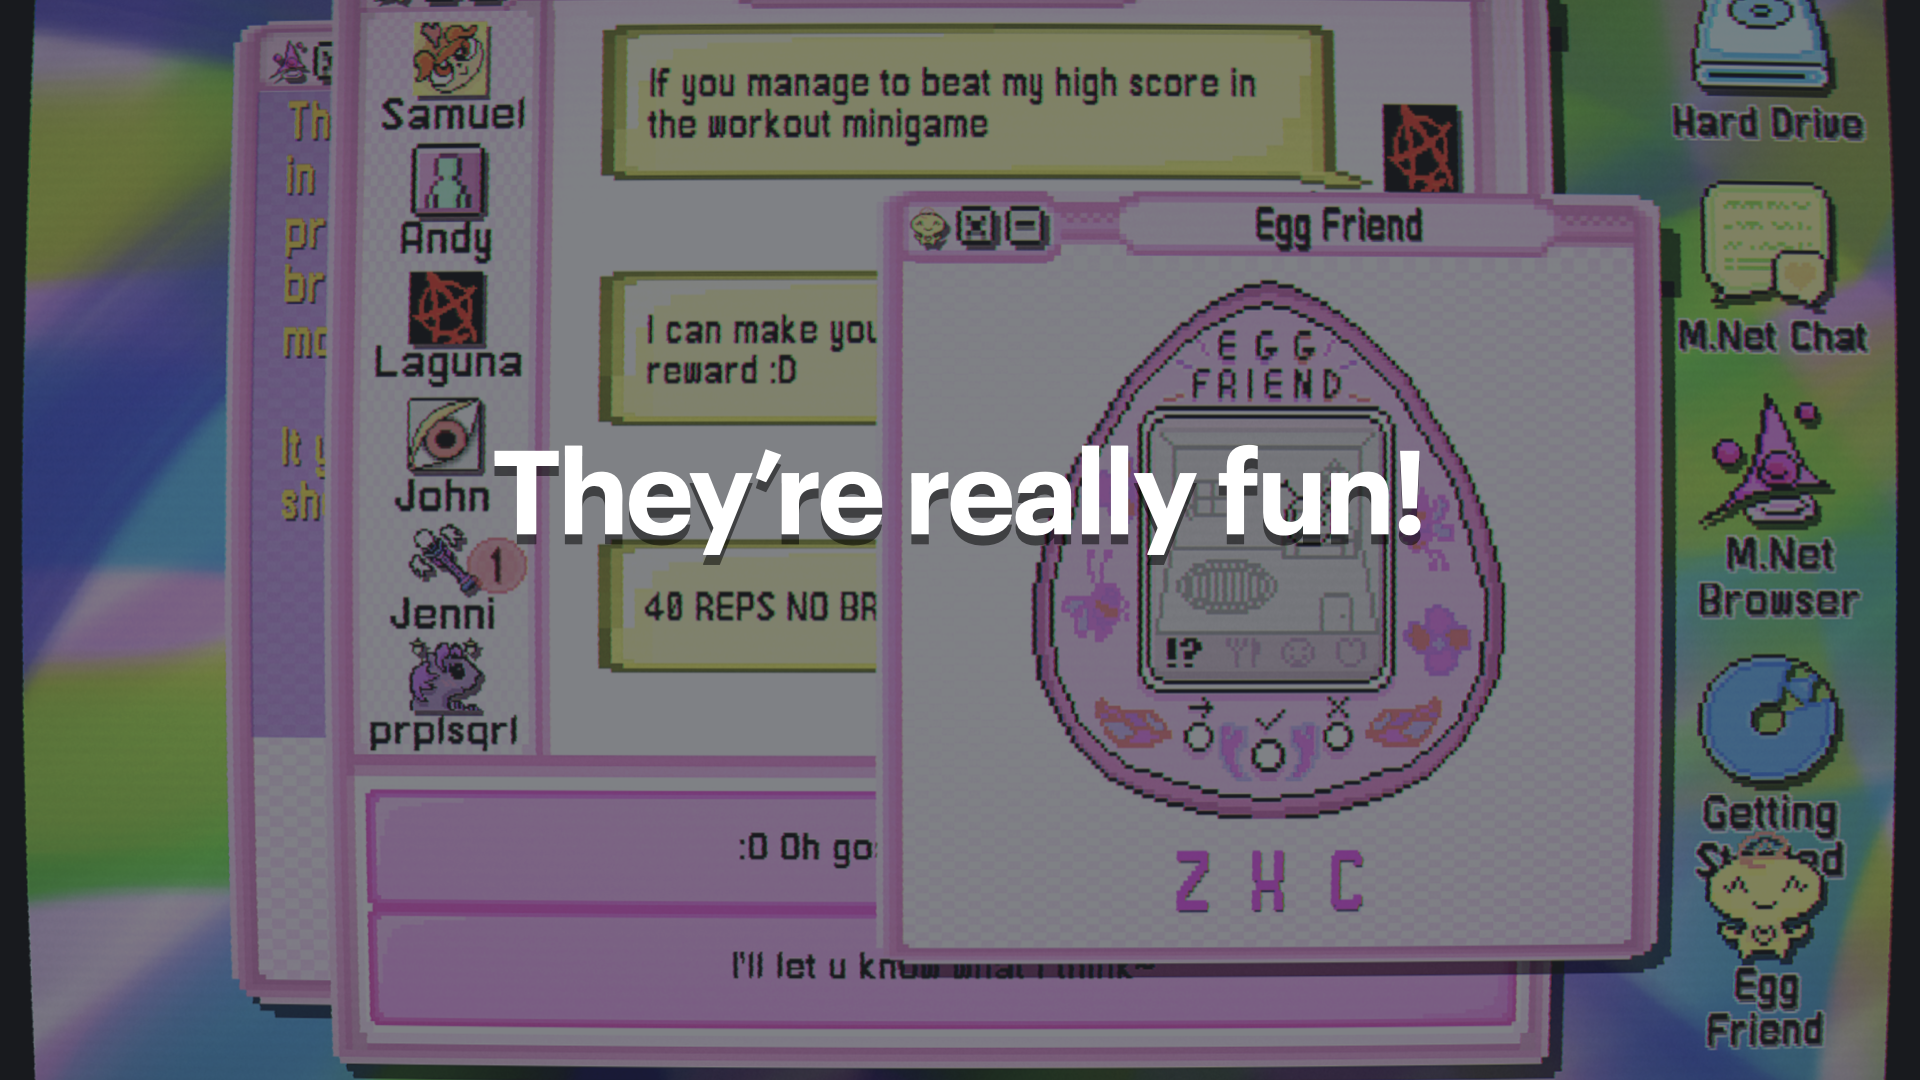 They're really fun!
Samuel
Andy
Laguna
John
1
Jenni
prplsqrl
Th
in
pr
br
mo
It y
sh
If you manage to beat my high score in
the workout minigame
I can make you
reward :D
40 REPS NO BR
:O Oh go
I'll let u know what i think~
Egg Friend
EGG
FRIEND
!?
Z X C
Hard Drive
M.Net Chat
M.Net
Browser
Getting
Started
Egg
Friend